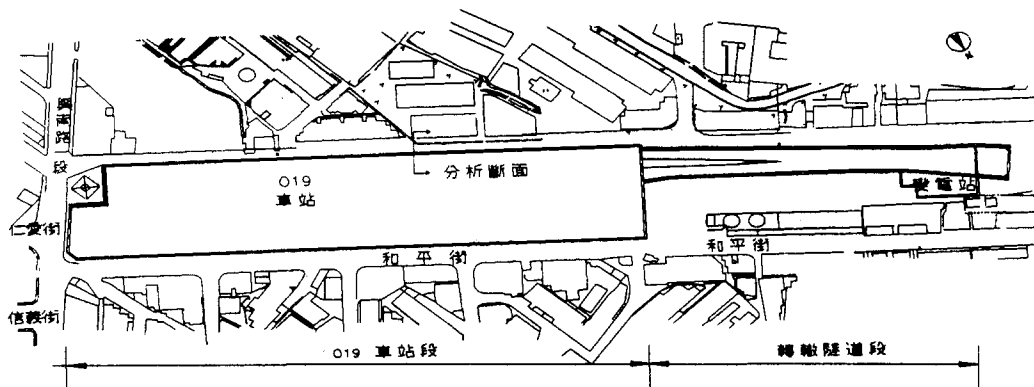 段
O19
車站
分析斷面
變電站
仁愛街
和平街
和平街
信義街
O19 車站段
轉轍隧道段